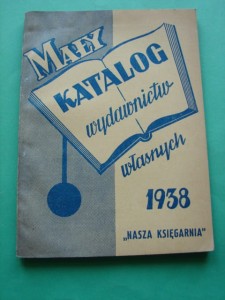 Mały
KATALOG
wydawnictw
własnych
1938
„NASZA KSIĘGARNIA"